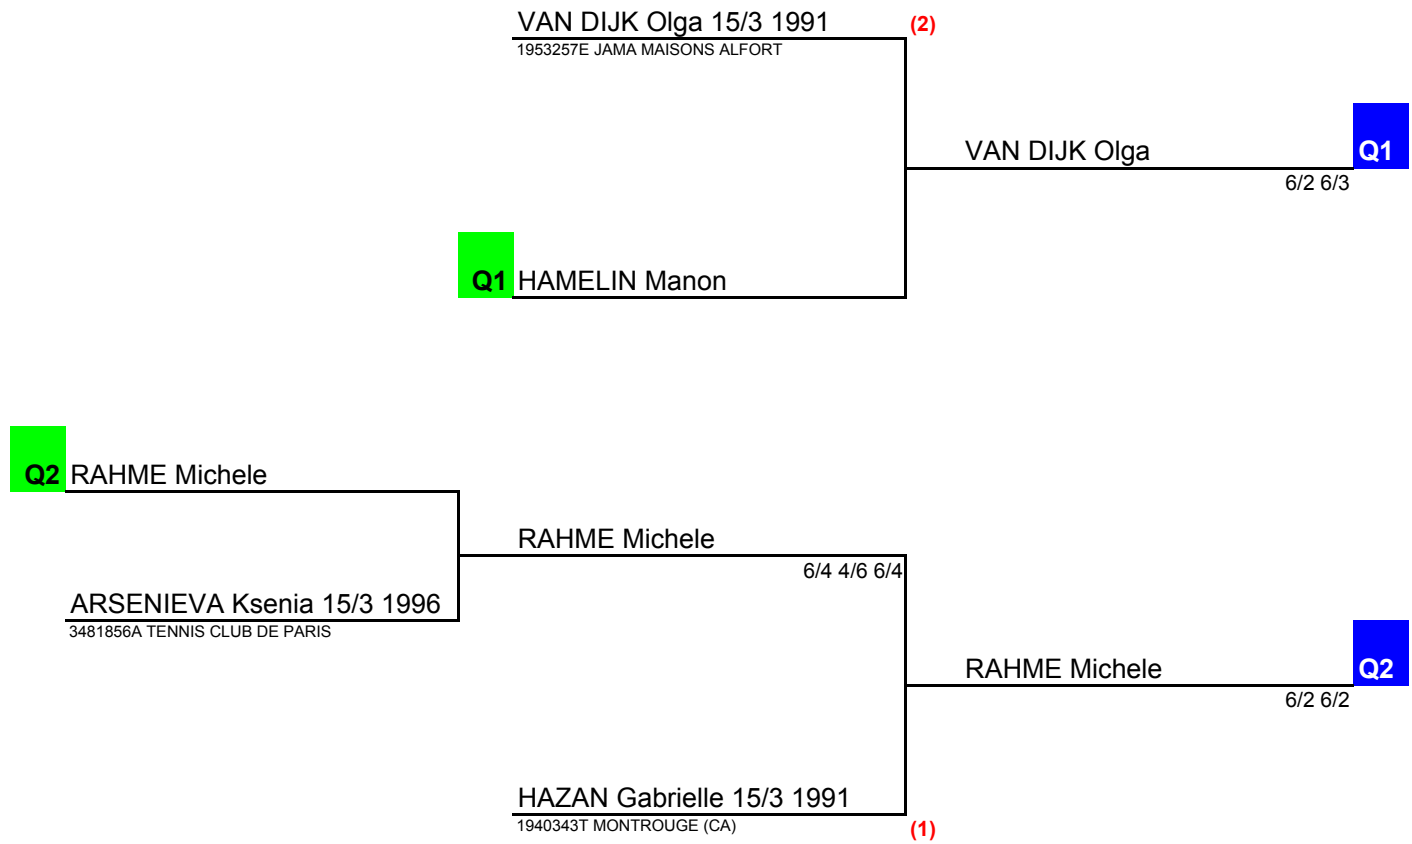 VAN DIJK Olga 15/3 1991 (2)
1953257E JAMA MAISONS ALFORT
VAN DIJK Olga Q1
6/2 6/3
Q1 HAMELIN Manon
Q2 RAHME Michele
RAHME Michele
6/4 4/6 6/4
ARSENIEVA Ksenia 15/3 1996
3481856A TENNIS CLUB DE PARIS
RAHME Michele Q2
6/2 6/2
HAZAN Gabrielle 15/3 1991
1940343T MONTROUGE (CA) (1)